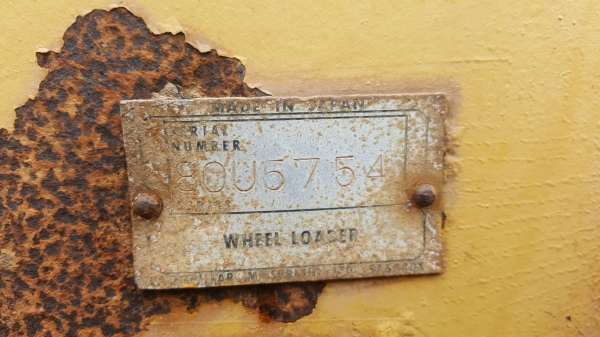 MADE IN JAPAN
SERIAL
NUMBER
80U5754
WHEEL LOADER